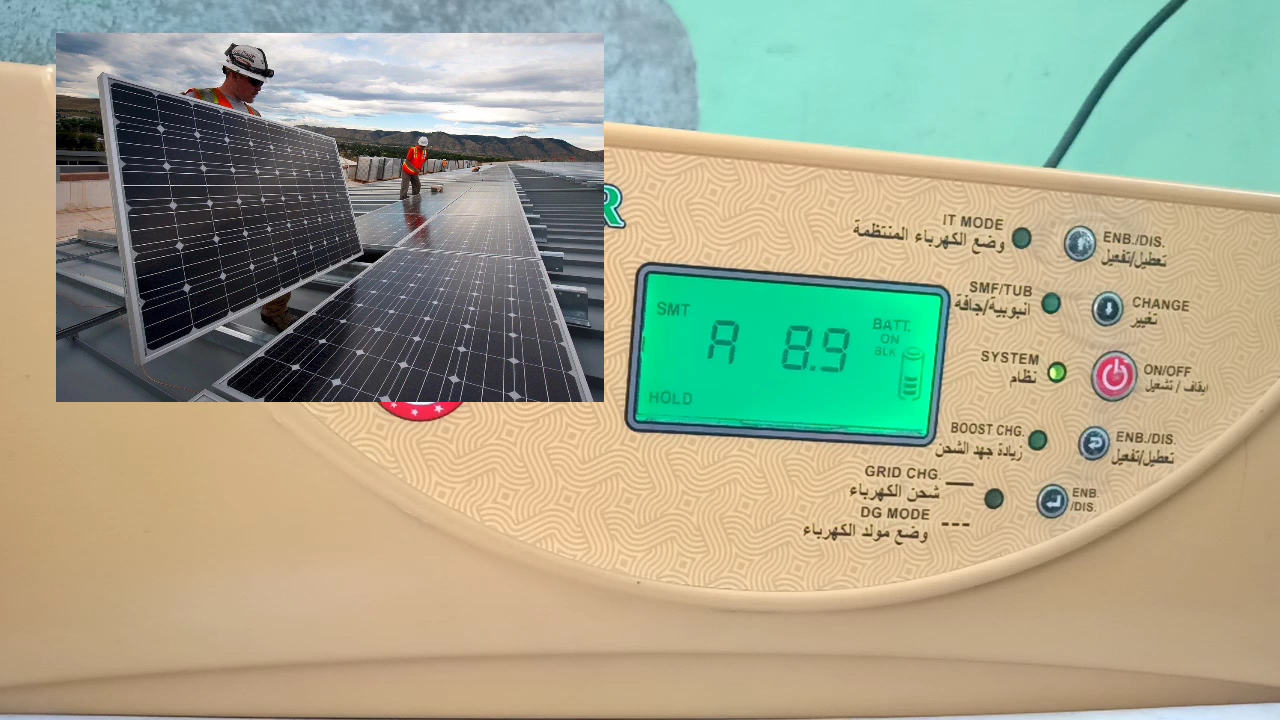 R
IT MODE
وضع الكهرباء المنتظمة
ENB./DIS.
تعطيل/تفعيل
SMF/TUB
انبوبية/جافة
CHANGE
تغيير
SYSTEM
نظام
ON/OFF
ايقاف / تشغيل
BOOST CHG.
زيادة جهد الشحن
ENB./DIS.
تعطيل/تفعيل
GRID CHG.
شحن الكهرباء
DG MODE
وضع مولد الكهرباء
ENB.
/DIS.
SMT
A 8.9
BATT.
ON
BLK
HOLD